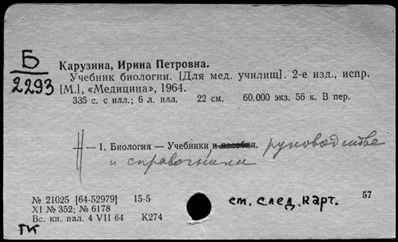 Б
2293
Карузина, Ирина Петровна.
Учебник биологии. [Для мед. училищ]. 2-е изд., испр.
[М.], «Медицина», 1964.
335 с. с илл.; 6 л. илл. 22 см. 60.000 экз. 56 к. В пер.
— 1. Биология — Учебники и пособия. руководства
и справочники
№ 21025 [64-52979] 15-5
XI № 352; № 6178
Вс. кн. пал. 4 VII 64 К274
ст. след. карт.
57
ГК